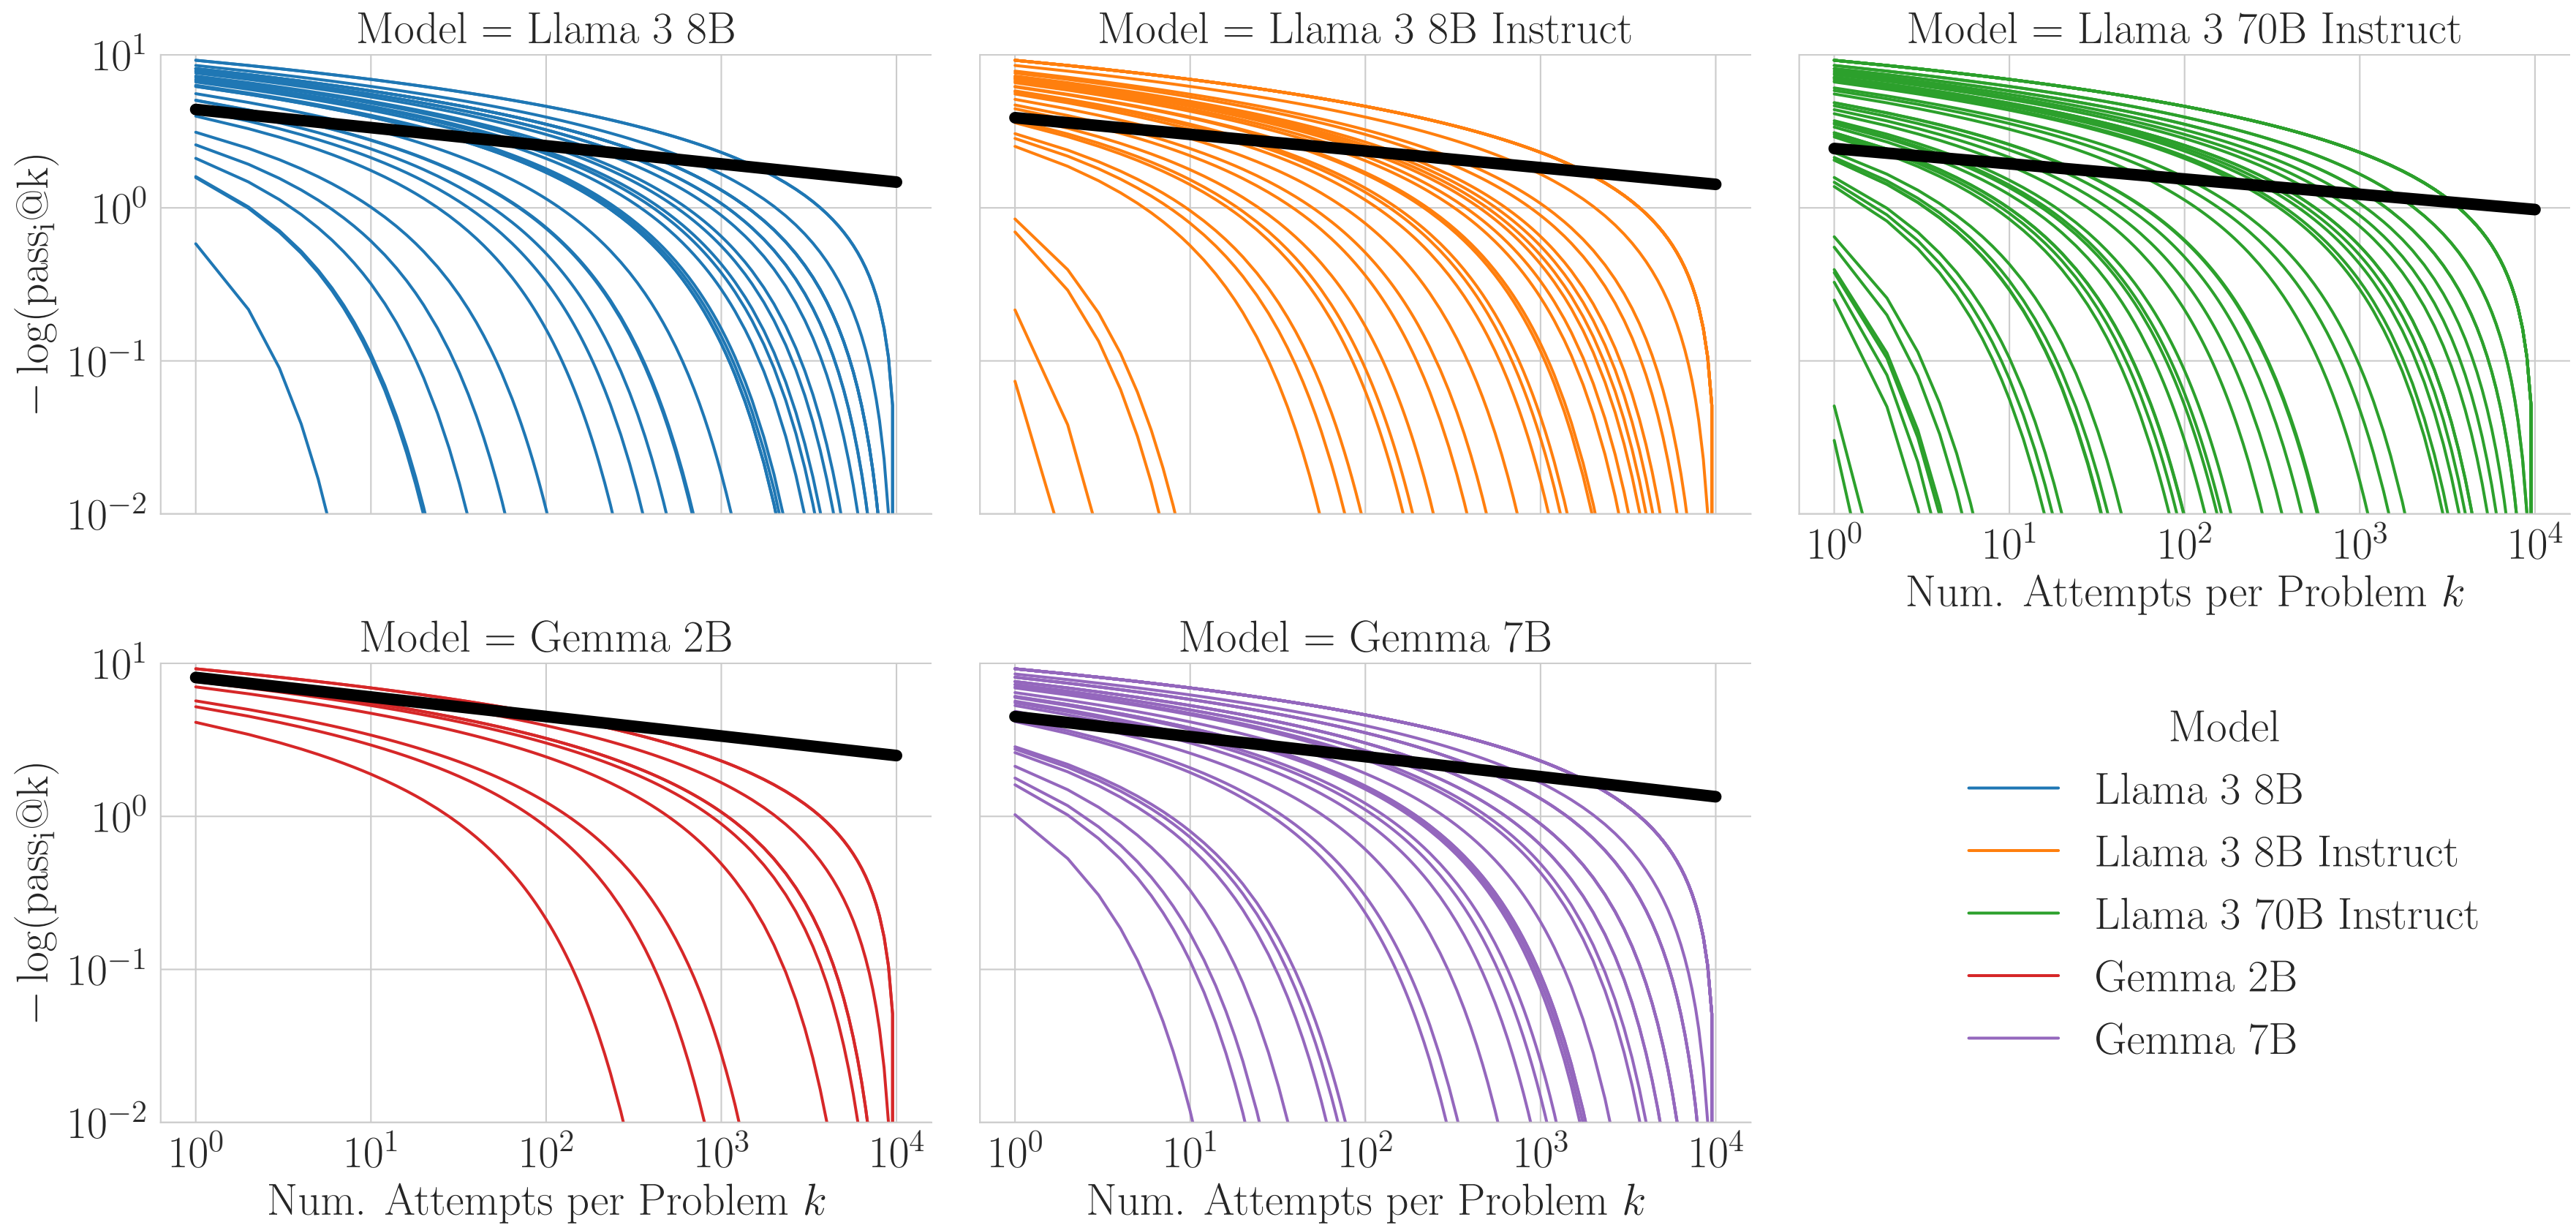 Model = Llama 3 8B
Model = Llama 3 8B Instruct
Model = Llama 3 70B Instruct
− log(pass_i@k)
10^1
10^0
10^−1
10^−2
10^0 10^1 10^2 10^3 10^4
Num. Attempts per Problem k
Model = Gemma 2B
Model = Gemma 7B
− log(pass_i@k)
10^1
10^0
10^−1
10^−2
10^0 10^1 10^2 10^3 10^4
Num. Attempts per Problem k
10^0 10^1 10^2 10^3 10^4
Num. Attempts per Problem k
Model
Llama 3 8B
Llama 3 8B Instruct
Llama 3 70B Instruct
Gemma 2B
Gemma 7B